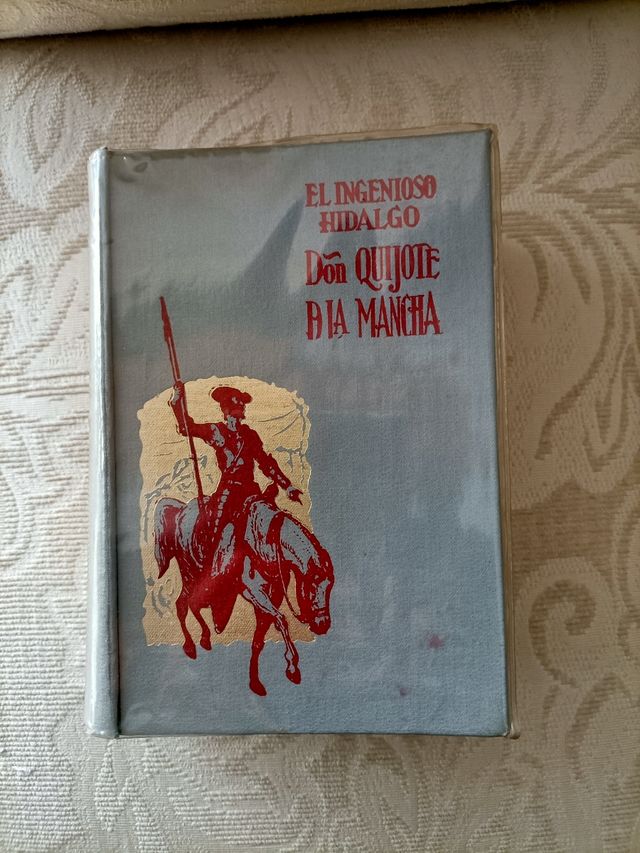 EL INGENIOSO
HIDALGO
Don QUIJOTE
DE LA MANCHA